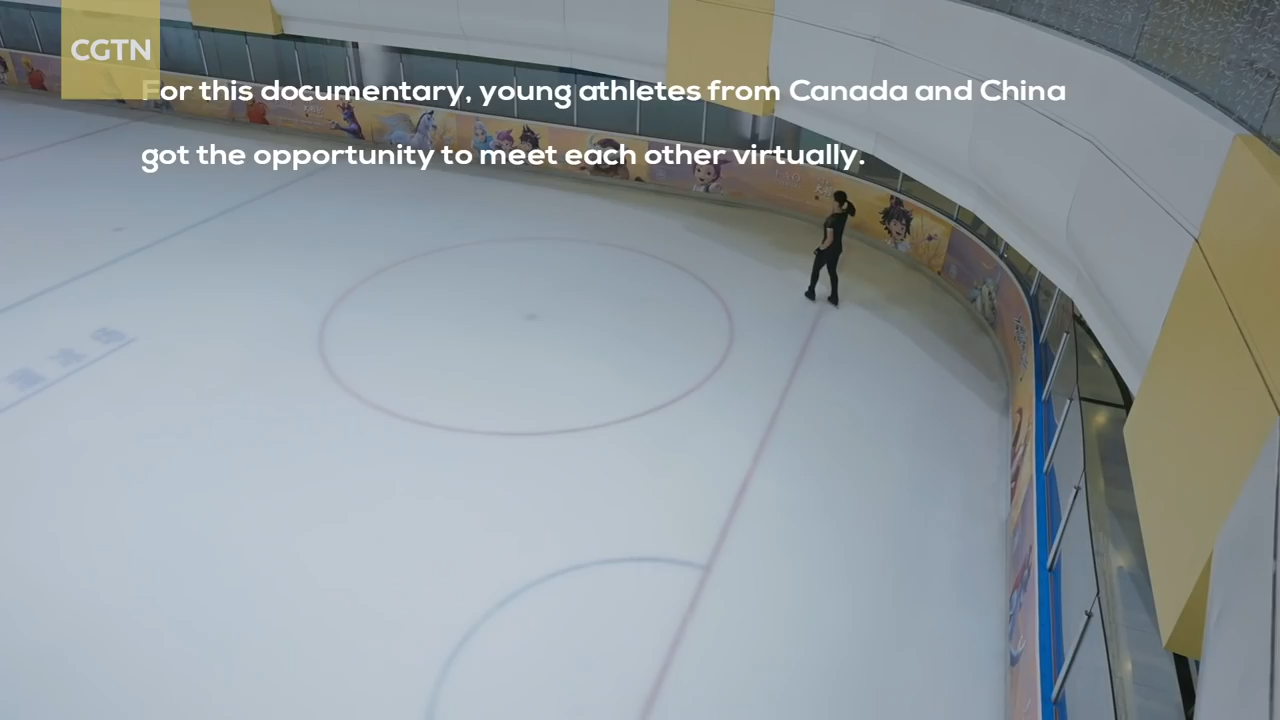 CGTN
For this documentary, young athletes from Canada and China
got the opportunity to meet each other virtually.